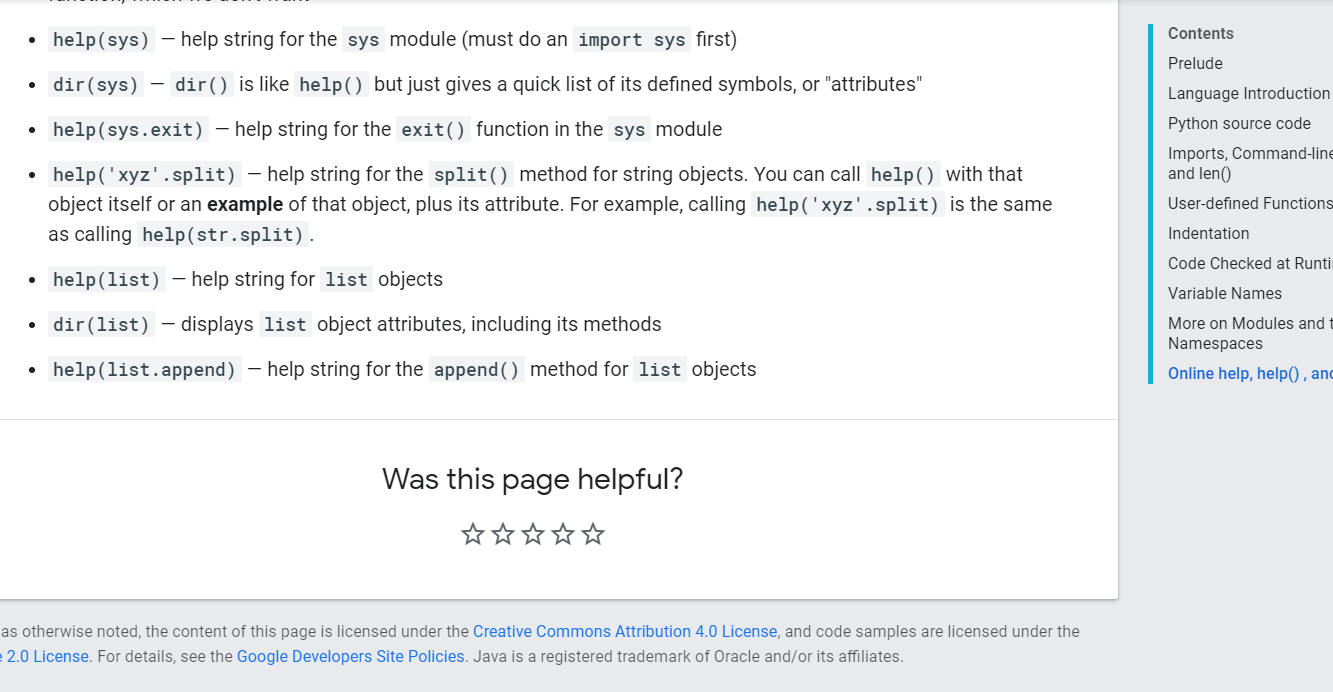 help(sys) — help string for the sys module (must do an import sys first)
dir(sys) — dir() is like help() but just gives a quick list of its defined symbols, or "attributes"
help(sys.exit) — help string for the exit() function in the sys module
help('xyz'.split) — help string for the split() method for string objects. You can call help() with that
object itself or an example of that object, plus its attribute. For example, calling help('xyz'.split) is the same
as calling help(str.split).
help(list) — help string for list objects
dir(list) — displays list object attributes, including its methods
help(list.append) — help string for the append() method for list objects
Was this page helpful?
as otherwise noted, the content of this page is licensed under the Creative Commons Attribution 4.0 License, and code samples are licensed under the
2.0 License. For details, see the Google Developers Site Policies. Java is a registered trademark of Oracle and/or its affiliates.
Contents
Prelude
Language Introduction
Python source code
Imports, Command-line
and len()
User-defined Functions
Indentation
Code Checked at
Variable Names
More on Modules and
Namespaces
Online help, help() ,